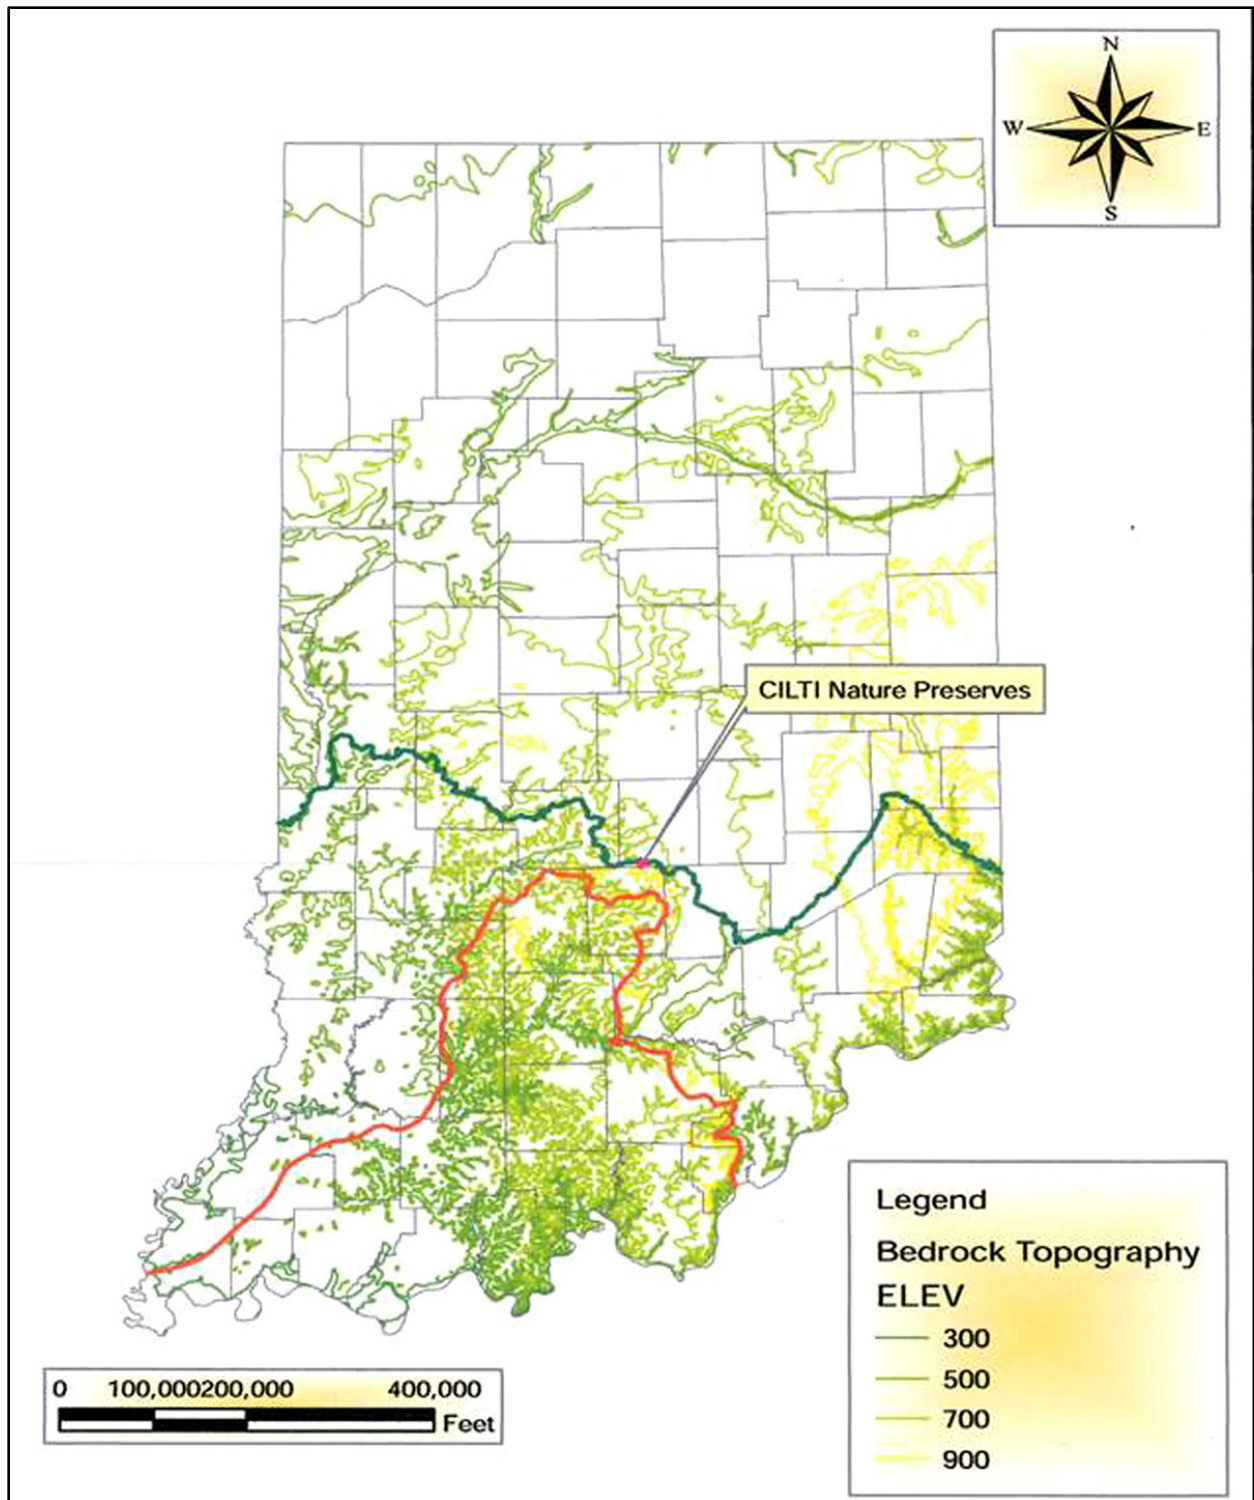 N
W E
S
CILTI Nature Preserves
Legend
Bedrock Topography
ELEV
300
500
700
900
0 100,000200,000 400,000
Feet